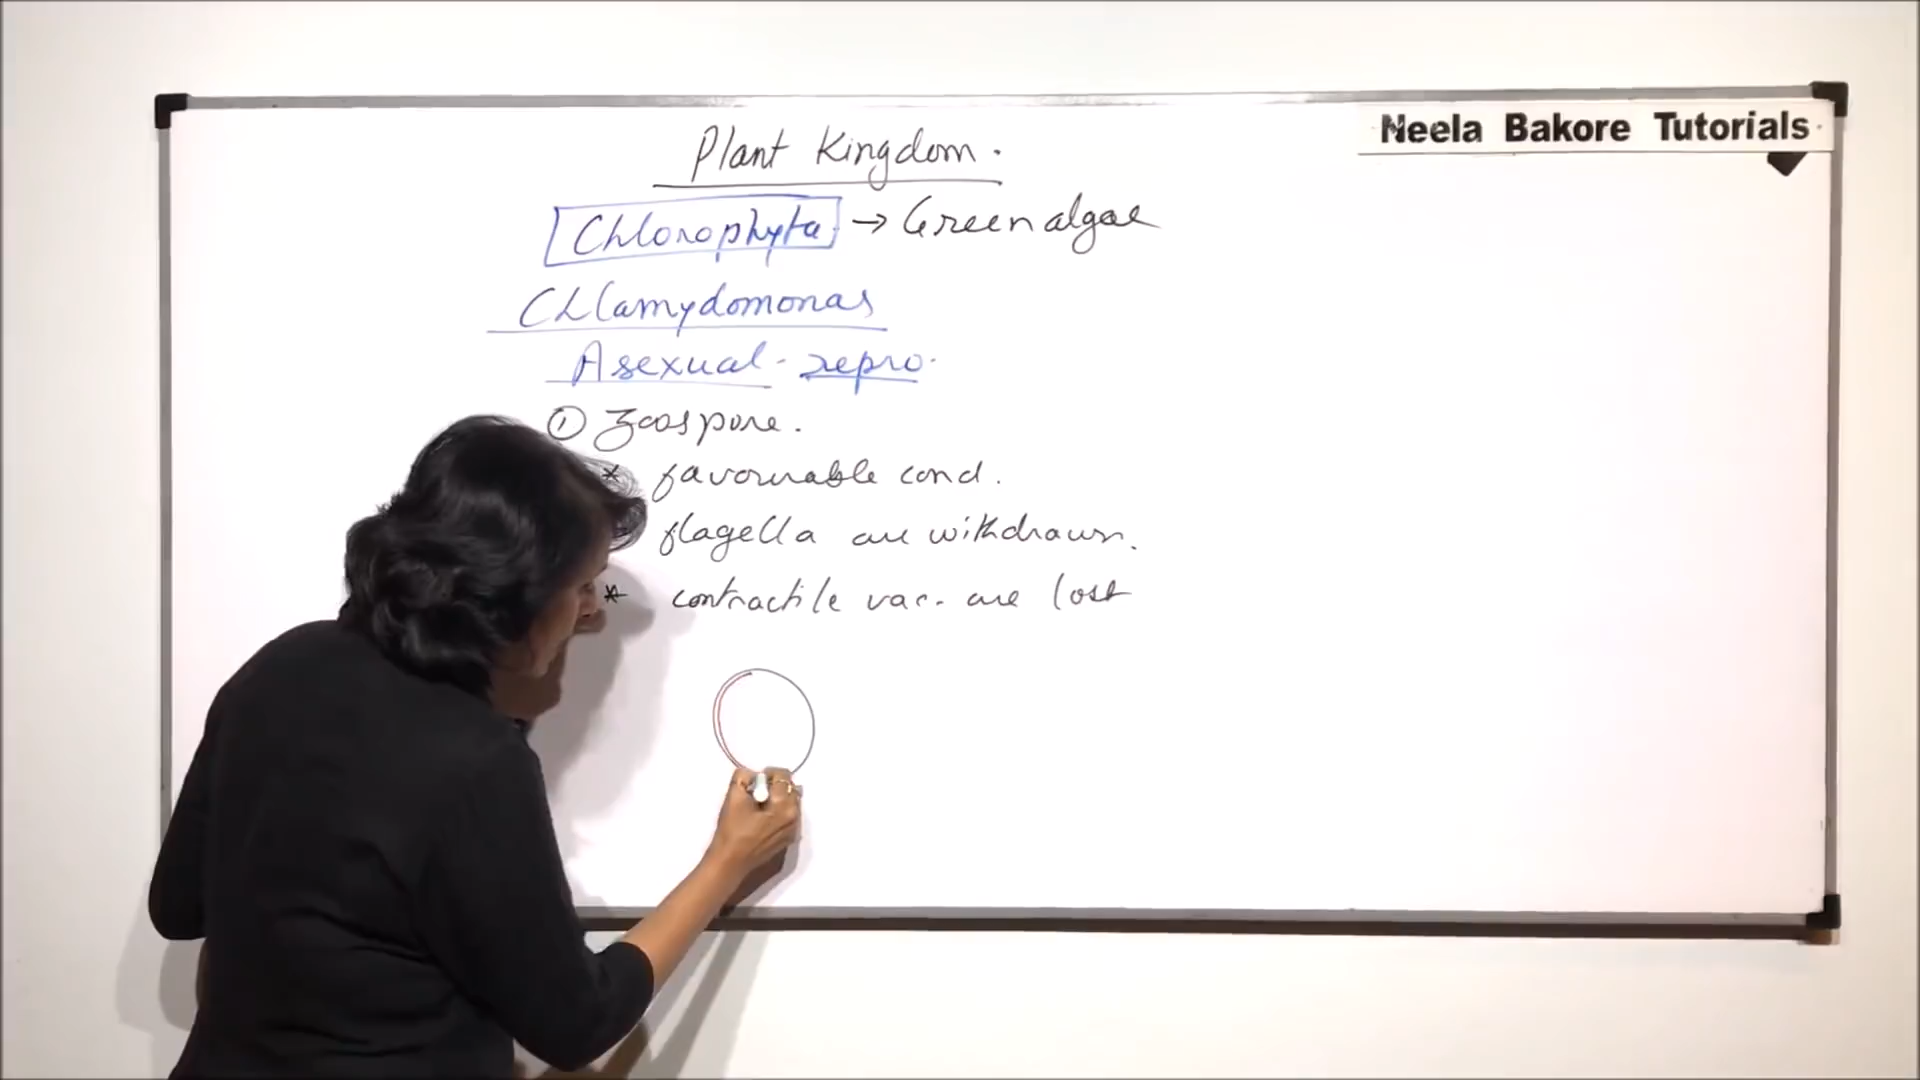 Neela Bakore Tutorials
Plant Kingdom.
Chlorophyta → Green algae
Chlamydomonas
Asexual repro.
① Zoospore.
* favourable cond.
flagella are withdrawn.
* contractile vac. are lost